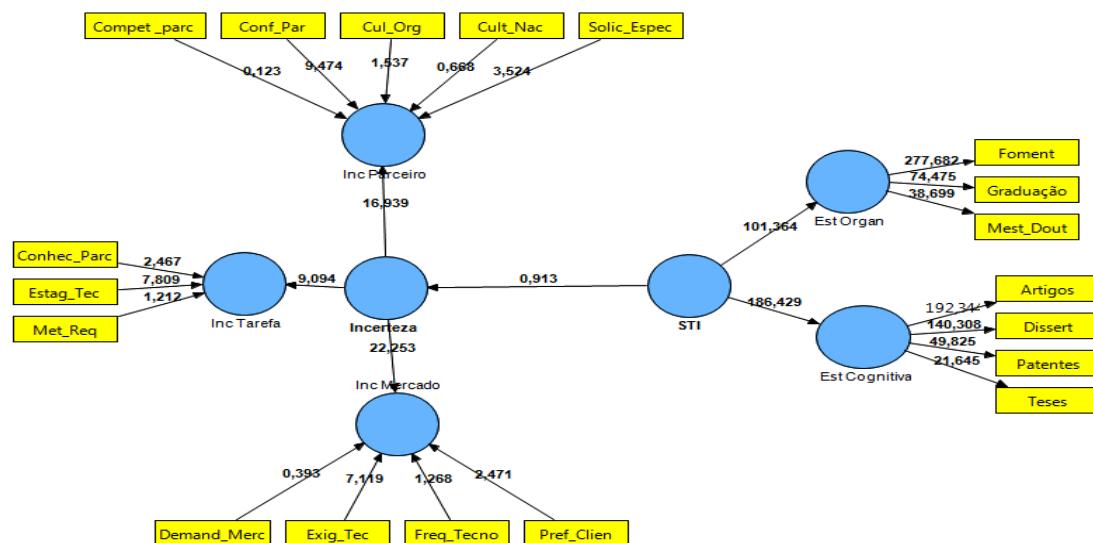 Compet _parc
Conf_Par
Cul_Org
Cult_Nac
Solic_Espec
0,123
9,474
1,537
0,668
3,524
Inc Parceiro
16,939
Foment
Graduação
Mest_Dout
277,682
74,475
38,699
Est Organ
101,364
Conhec_Parc
Estag_Tec
Met_Req
2,467
7,809
1,212
Inc Tarefa
9,094
Incerteza
0,913
STI
186,429
Est Cognitiva
Artigos
Dissert
Patentes
Teses
140,308
49,825
21,645
22,253
Inc Mercado
0,393
7,119
1,268
2,471
Demand_Merc
Exig_Tec
Freq_Tecno
Pref_Clien